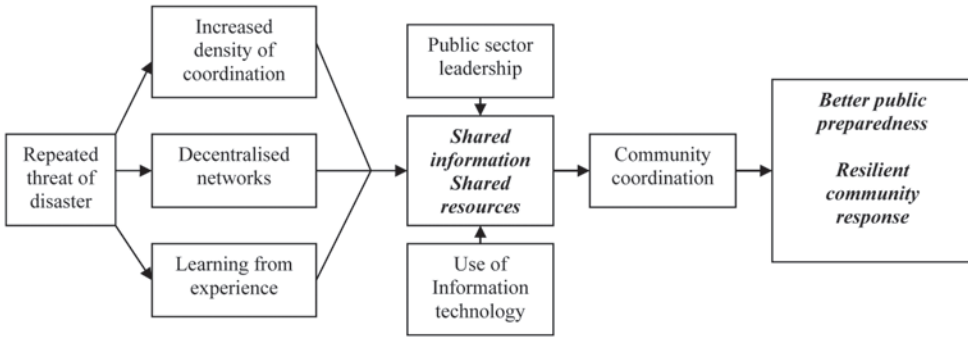 Repeated
threat of
disaster
Increased
density of
coordination
Decentralised
networks
Learning from
experience
Public sector
leadership
Shared
information
Shared
resources
Use of
Information
technology
Community
coordination
Better public
preparedness
Resilient
community
response